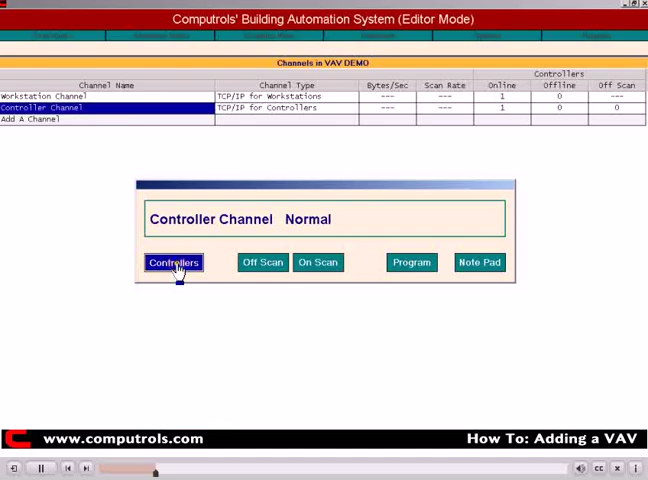 Computrols' Building Automation System (Editor Mode)
Channels in VAV DEMO
Controllers
Channel Name Channel Type Bytes/Sec Scan Rate Online Offline Off Scan
Workstation Channel TCP/IP for Workstations --- --- 1 0 ---
Controller Channel TCP/IP for Controllers --- --- 1 0 0
Add A Channel
Controller Channel Normal
Controllers Off Scan On Scan Program Note Pad
www.computrols.com How To: Adding a VAV
cc